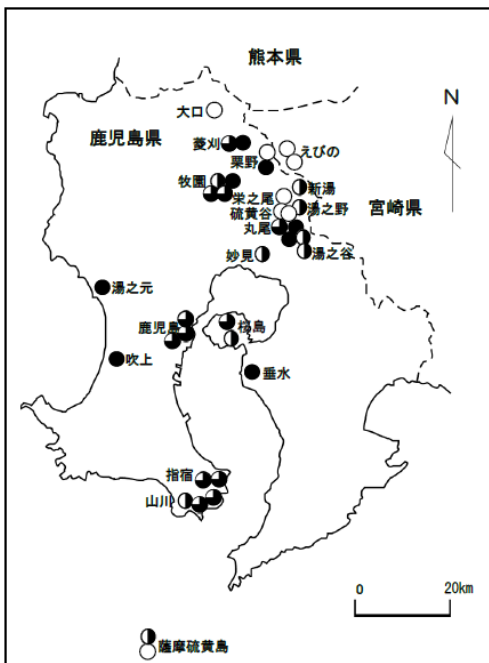 熊本県
N
大口
鹿児島県
菱刈
えびの
栗野
牧園
新湯
栄之尾
宮崎県
硫黄谷
湯之野
丸尾
妙見
湯之谷
湯之元
鹿児島
桜島
吹上
垂水
指宿
山川
0 20km
薩摩硫黄島